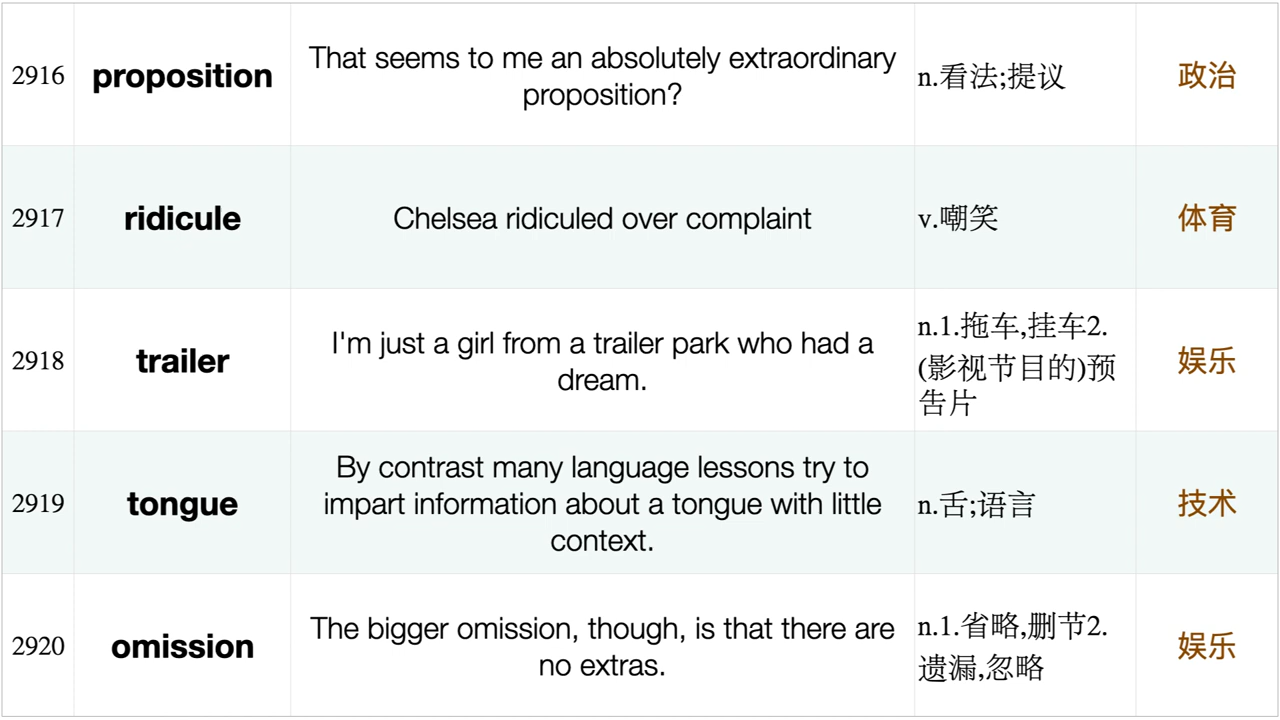 2916 proposition That seems to me an absolutely extraordinary
proposition? n.看法;提议 政治
2917 ridicule Chelsea ridiculed over complaint v.嘲笑 体育
2918 trailer I'm just a girl from a trailer park who had a
dream. n.1.拖车,挂车2.
(影视节目的)预
告片 娱乐
2919 tongue By contrast many language lessons try to
impart information about a tongue with little
context. n.舌;语言 技术
2920 omission The bigger omission, though, is that there are
no extras. n.1.省略,删节2.
遗漏,忽略 娱乐